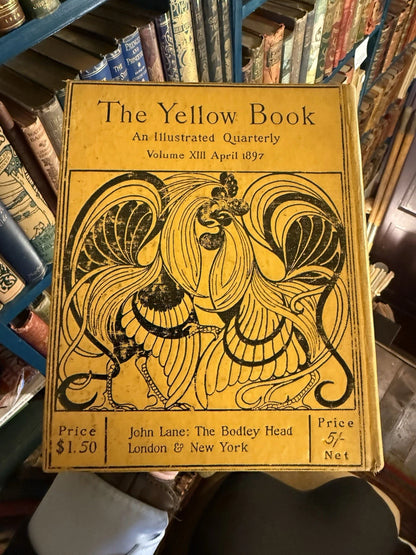 The Yellow Book
An Illustrated Quarterly
Volume XIII April 1897
Price
$1.50
John Lane: The Bodley Head
London & New York
Price
5/-
Net